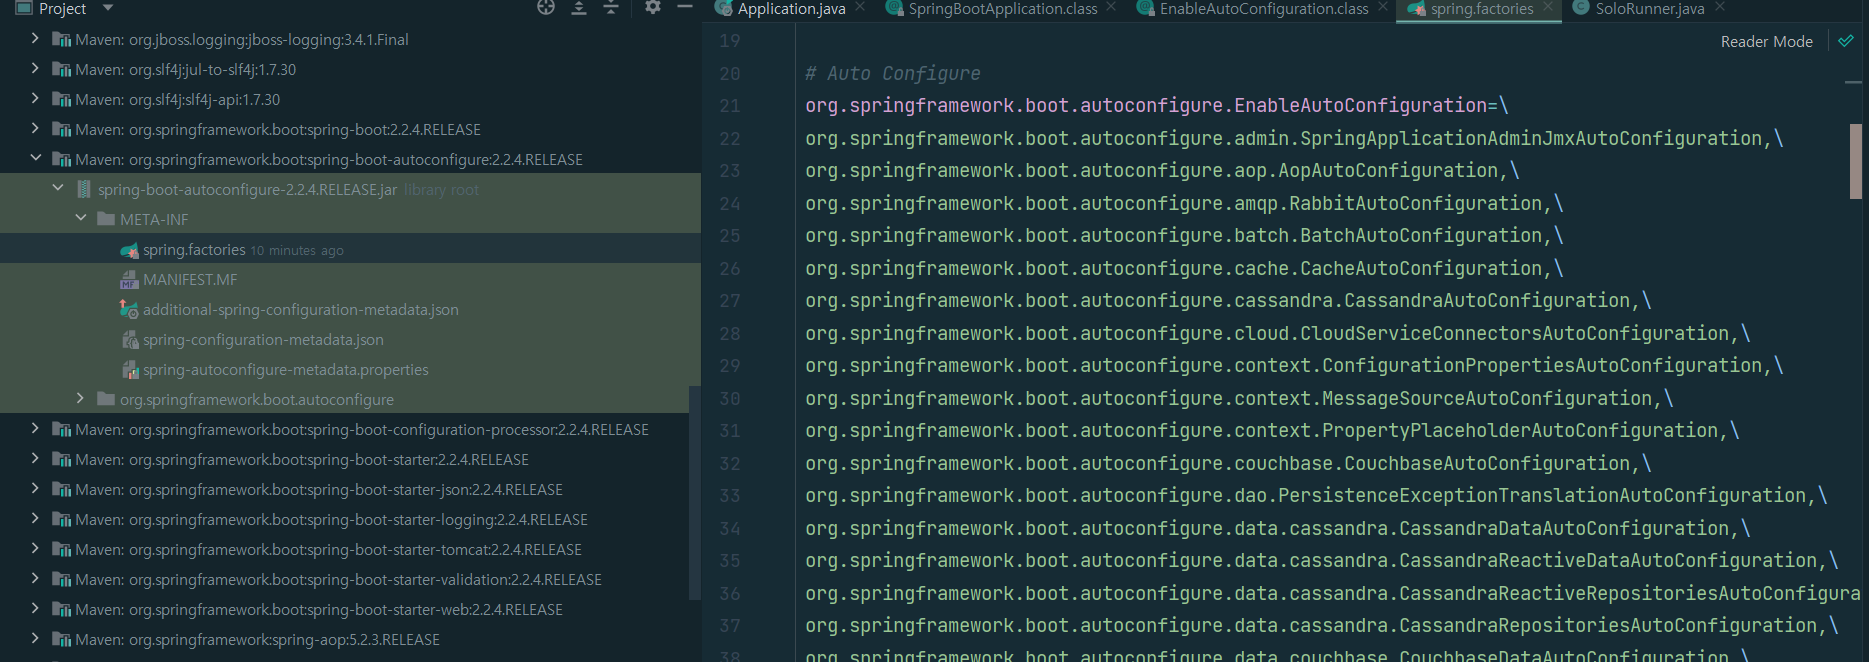 Project
Maven: org.jboss.logging:jboss-logging:3.4.1.Final
Maven: org.slf4j:jul-to-slf4j:1.7.30
Maven: org.slf4j:slf4j-api:1.7.30
Maven: org.springframework.boot:spring-boot:2.2.4.RELEASE
Maven: org.springframework.boot:spring-boot-autoconfigure:2.2.4.RELEASE
spring-boot-autoconfigure-2.2.4.RELEASE.jar library root
META-INF
spring.factories 10 minutes ago
MANIFEST.MF
additional-spring-configuration-metadata.json
spring-configuration-metadata.json
spring-autoconfigure-metadata.properties
org.springframework.boot.autoconfigure
Maven: org.springframework.boot:spring-boot-configuration-processor:2.2.4.RELEASE
Maven: org.springframework.boot:spring-boot-starter:2.2.4.RELEASE
Maven: org.springframework.boot:spring-boot-starter-json:2.2.4.RELEASE
Maven: org.springframework.boot:spring-boot-starter-logging:2.2.4.RELEASE
Maven: org.springframework.boot:spring-boot-starter-tomcat:2.2.4.RELEASE
Maven: org.springframework.boot:spring-boot-starter-validation:2.2.4.RELEASE
Maven: org.springframework.boot:spring-boot-starter-web:2.2.4.RELEASE
Maven: org.springframework:spring-aop:5.2.3.RELEASE
Application.java SpringBootApplication.class EnableAutoConfiguration.class spring.factories SoloRunner.java
Reader Mode
19
20 # Auto Configure
21 org.springframework.boot.autoconfigure.EnableAutoConfiguration=\
22 org.springframework.boot.autoconfigure.admin.SpringApplicationAdminJmxAutoConfiguration,\
23 org.springframework.boot.autoconfigure.aop.AopAutoConfiguration,\
24 org.springframework.boot.autoconfigure.amqp.RabbitAutoConfiguration,\
25 org.springframework.boot.autoconfigure.batch.BatchAutoConfiguration,\
26 org.springframework.boot.autoconfigure.cache.CacheAutoConfiguration,\
27 org.springframework.boot.autoconfigure.cassandra.CassandraAutoConfiguration,\
28 org.springframework.boot.autoconfigure.cloud.CloudServiceConnectorsAutoConfiguration,\
29 org.springframework.boot.autoconfigure.context.ConfigurationPropertiesAutoConfiguration,\
30 org.springframework.boot.autoconfigure.context.MessageSourceAutoConfiguration,\
31 org.springframework.boot.autoconfigure.context.PropertyPlaceholderAutoConfiguration,\
32 org.springframework.boot.autoconfigure.couchbase.CouchbaseAutoConfiguration,\
33 org.springframework.boot.autoconfigure.dao.PersistenceExceptionTranslationAutoConfiguration,\
34 org.springframework.boot.autoconfigure.data.cassandra.CassandraDataAutoConfiguration,\
35 org.springframework.boot.autoconfigure.data.cassandra.CassandraReactiveDataAutoConfiguration,\
36 org.springframework.boot.autoconfigure.data.cassandra.CassandraReactiveRepositoriesAutoConfigura
37 org.springframework.boot.autoconfigure.data.cassandra.CassandraRepositoriesAutoConfiguration,\
38 org.springframework.boot.autoconfigure.data.couchbase.CouchbaseDataAutoConfiguration,\